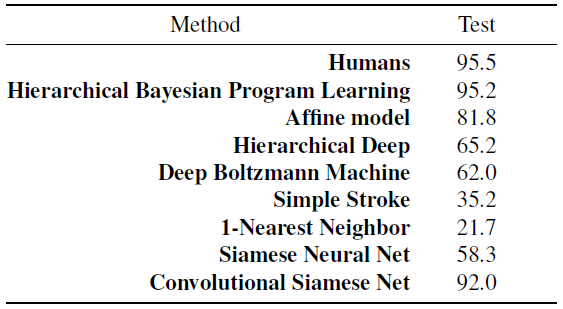 Method Test
Humans 95.5
Hierarchical Bayesian Program Learning 95.2
Affine model 81.8
Hierarchical Deep 65.2
Deep Boltzmann Machine 62.0
Simple Stroke 35.2
1-Nearest Neighbor 21.7
Siamese Neural Net 58.3
Convolutional Siamese Net 92.0